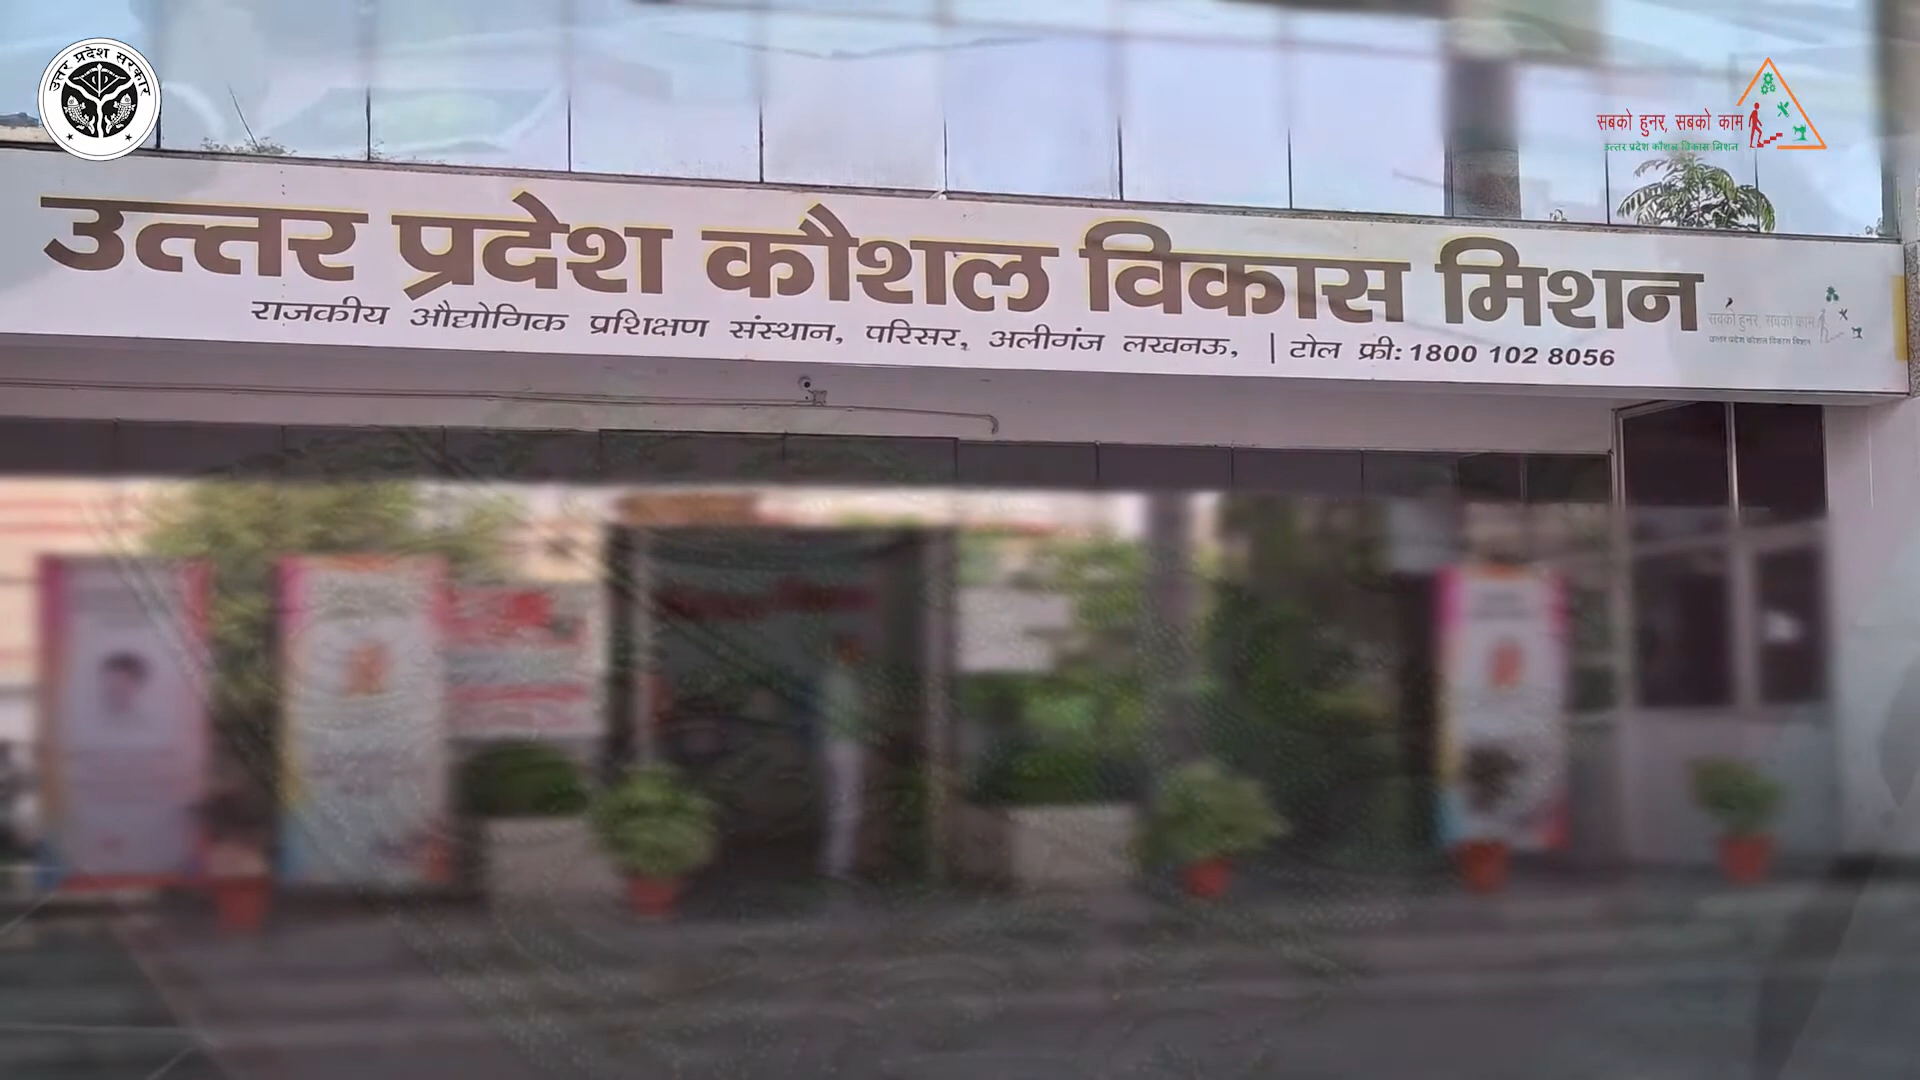 उत्तर प्रदेश सरकार
सबको हुनर, सबको काम
उत्तर प्रदेश कौशल विकास मिशन
उत्तर प्रदेश कौशल विकास मिशन
राजकीय औद्योगिक प्रशिक्षण संस्थान, परिसर, अलीगंज लखनऊ, | टोल फ्री: 1800 102 8056
सबको हुनर, सबको काम
उत्तर प्रदेश कौशल विकास मिशन